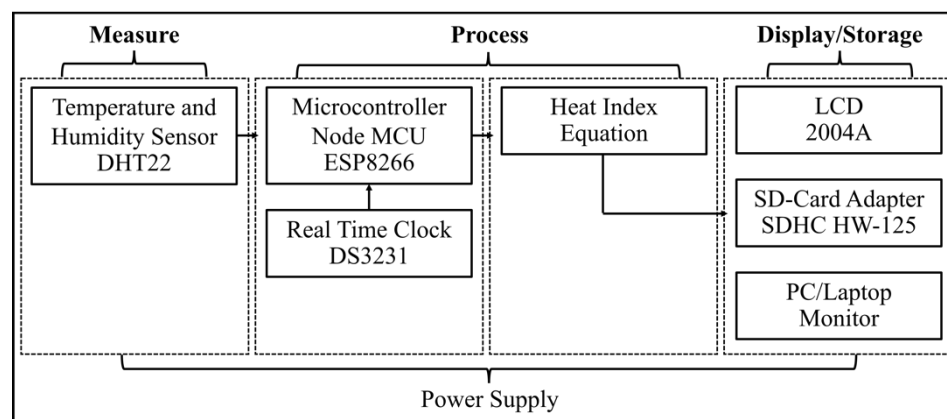 Measure
Process
Display/Storage
Temperature and
Humidity Sensor
DHT22
Microcontroller
Node MCU
ESP8266
Real Time Clock
DS3231
Heat Index
Equation
LCD
2004A
SD-Card Adapter
SDHC HW-125
PC/Laptop
Monitor
Power Supply